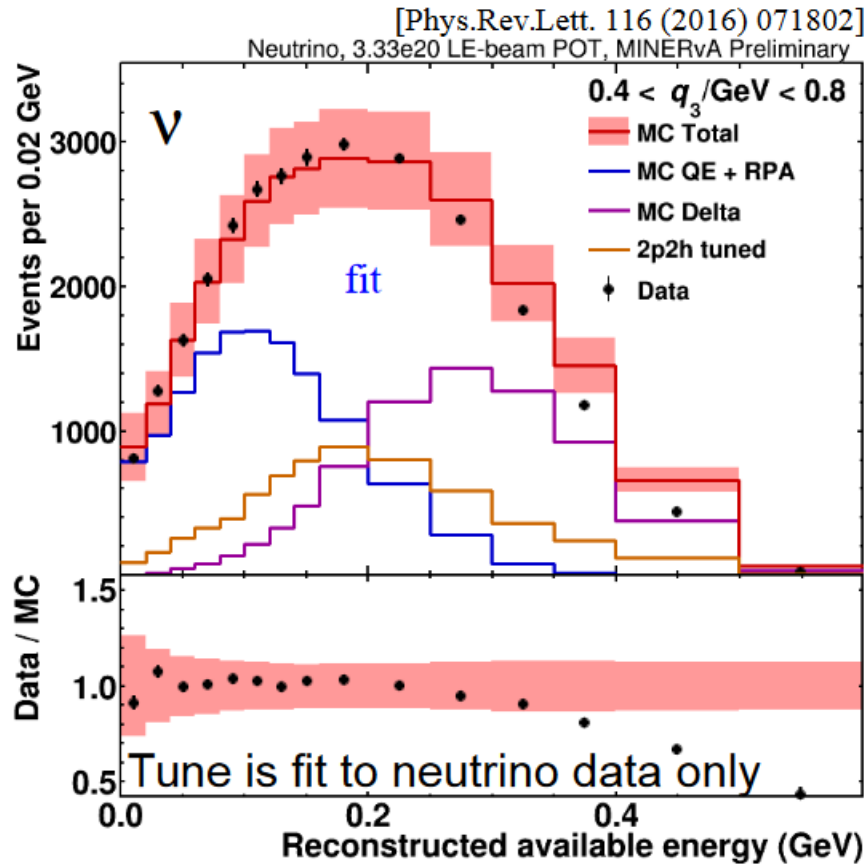 [Phys.Rev.Lett. 116 (2016) 071802]
Neutrino, 3.33e20 LE-beam POT, MINERvA Preliminary
ν
0.4 < q₃/GeV < 0.8
MC Total
MC QE + RPA
MC Delta
2p2h tuned
Data
fit
Events per 0.02 GeV
3000
2000
1000
Data / MC
1.5
1.0
0.5
Tune is fit to neutrino data only
0.0
0.2
0.4
Reconstructed available energy (GeV)